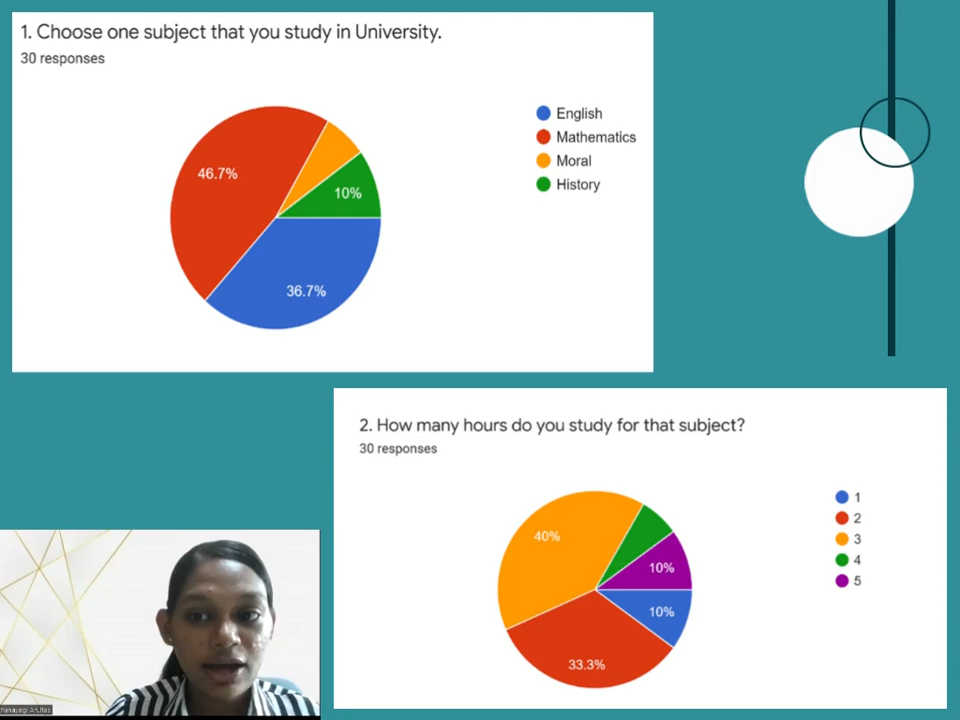 1. Choose one subject that you study in University.
30 responses
English
Mathematics
Moral
History
46.7%
10%
36.7%
2. How many hours do you study for that subject?
30 responses
1
2
3
4
5
40%
10%
10%
33.3%